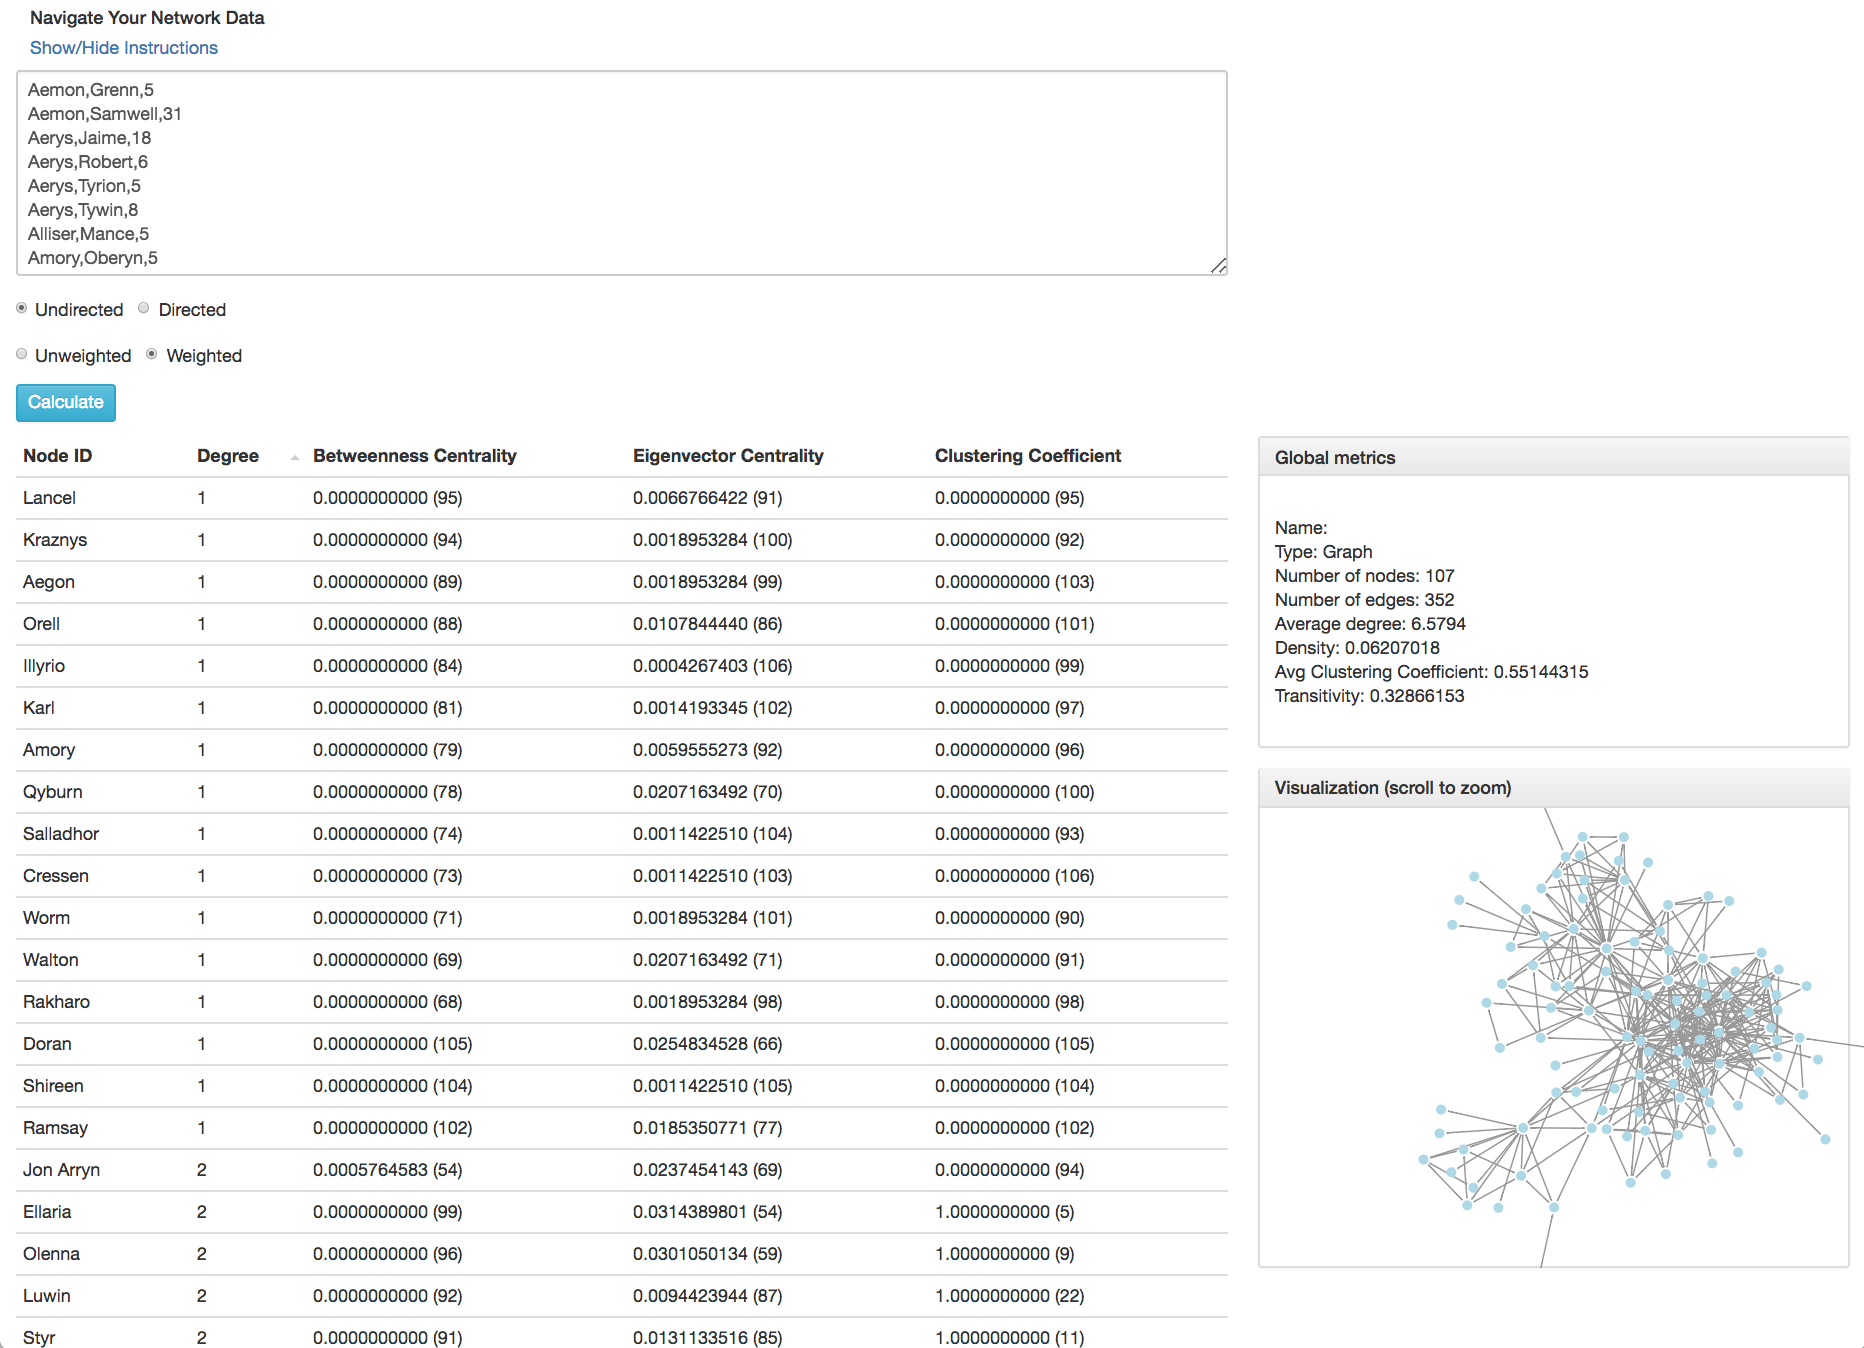 Navigate Your Network Data
Show/Hide Instructions
Aemon,Grenn,5
Aemon,Samwell,31
Aerys,Jaime,18
Aerys,Robert,6
Aerys,Tyrion,5
Aerys,Tywin,8
Alliser,Mance,5
Amory,Oberyn,5
Undirected Directed
Unweighted Weighted
Calculate
Node ID Degree Betweenness Centrality Eigenvector Centrality Clustering Coefficient
Lancel 1 0.0000000000 (95) 0.0066766422 (91) 0.0000000000 (95)
Kraznys 1 0.0000000000 (94) 0.0018953284 (100) 0.0000000000 (92)
Aegon 1 0.0000000000 (89) 0.0018953284 (99) 0.0000000000 (103)
Orell 1 0.0000000000 (88) 0.0107844440 (86) 0.0000000000 (101)
Illyrio 1 0.0000000000 (84) 0.0004267403 (106) 0.0000000000 (99)
Karl 1 0.0000000000 (81) 0.0014193345 (102) 0.0000000000 (97)
Amory 1 0.0000000000 (79) 0.0059555273 (92) 0.0000000000 (96)
Qyburn 1 0.0000000000 (78) 0.0207163492 (70) 0.0000000000 (100)
Salladhor 1 0.0000000000 (74) 0.0011422510 (104) 0.0000000000 (93)
Cressen 1 0.0000000000 (73) 0.0011422510 (103) 0.0000000000 (106)
Worm 1 0.0000000000 (71) 0.0018953284 (101) 0.0000000000 (90)
Walton 1 0.0000000000 (69) 0.0207163492 (71) 0.0000000000 (91)
Rakharo 1 0.0000000000 (68) 0.0018953284 (98) 0.0000000000 (98)
Doran 1 0.0000000000 (105) 0.0254834528 (66) 0.0000000000 (105)
Shireen 1 0.0000000000 (104) 0.0011422510 (105) 0.0000000000 (104)
Ramsay 1 0.0000000000 (102) 0.0185350771 (77) 0.0000000000 (102)
Jon Arryn 2 0.0005764583 (54) 0.0237454143 (69) 0.0000000000 (94)
Ellaria 2 0.0000000000 (99) 0.0314389801 (54) 1.0000000000 (5)
Olenna 2 0.0000000000 (96) 0.0301050134 (59) 1.0000000000 (9)
Luwin 2 0.0000000000 (92) 0.0094423944 (87) 1.0000000000 (22)
Styr 2 0.0000000000 (91) 0.0131133516 (85) 1.0000000000 (11)
Global metrics
Name:
Type: Graph
Number of nodes: 107
Number of edges: 352
Average degree: 6.5794
Density: 0.06207018
Avg Clustering Coefficient: 0.55144315
Transitivity: 0.32866153
Visualization (scroll to zoom)